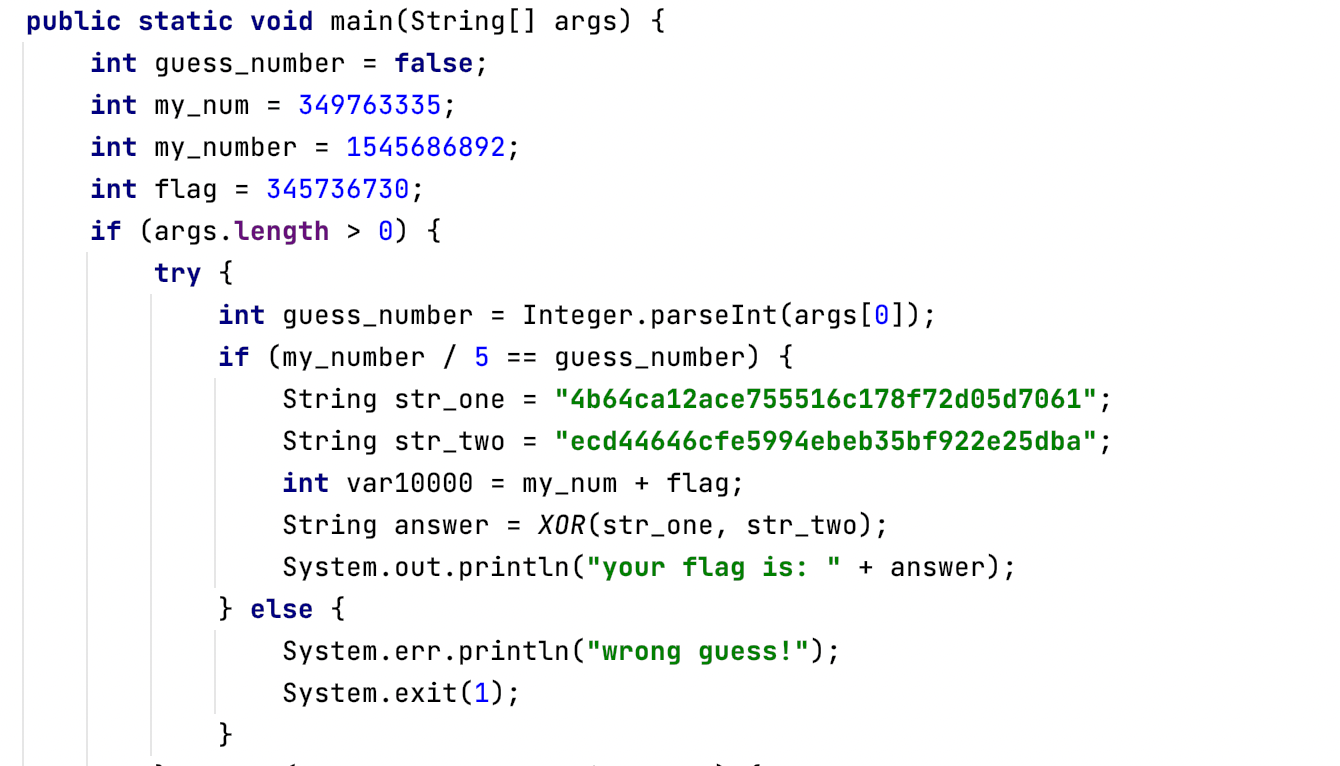 public static void main(String[] args) {
int guess_number = false;
int my_num = 349763335;
int my_number = 1545686892;
int flag = 345736730;
if (args.length > 0) {
try {
int guess_number = Integer.parseInt(args[0]);
if (my_number / 5 == guess_number) {
String str_one = "4b64ca12ace755516c178f72d05d7061";
String str_two = "ecd44646cfe5994ebeb35bf922e25dba";
int var10000 = my_num + flag;
String answer = XOR(str_one, str_two);
System.out.println("your flag is: " + answer);
} else {
System.err.println("wrong guess!");
System.exit(1);
}